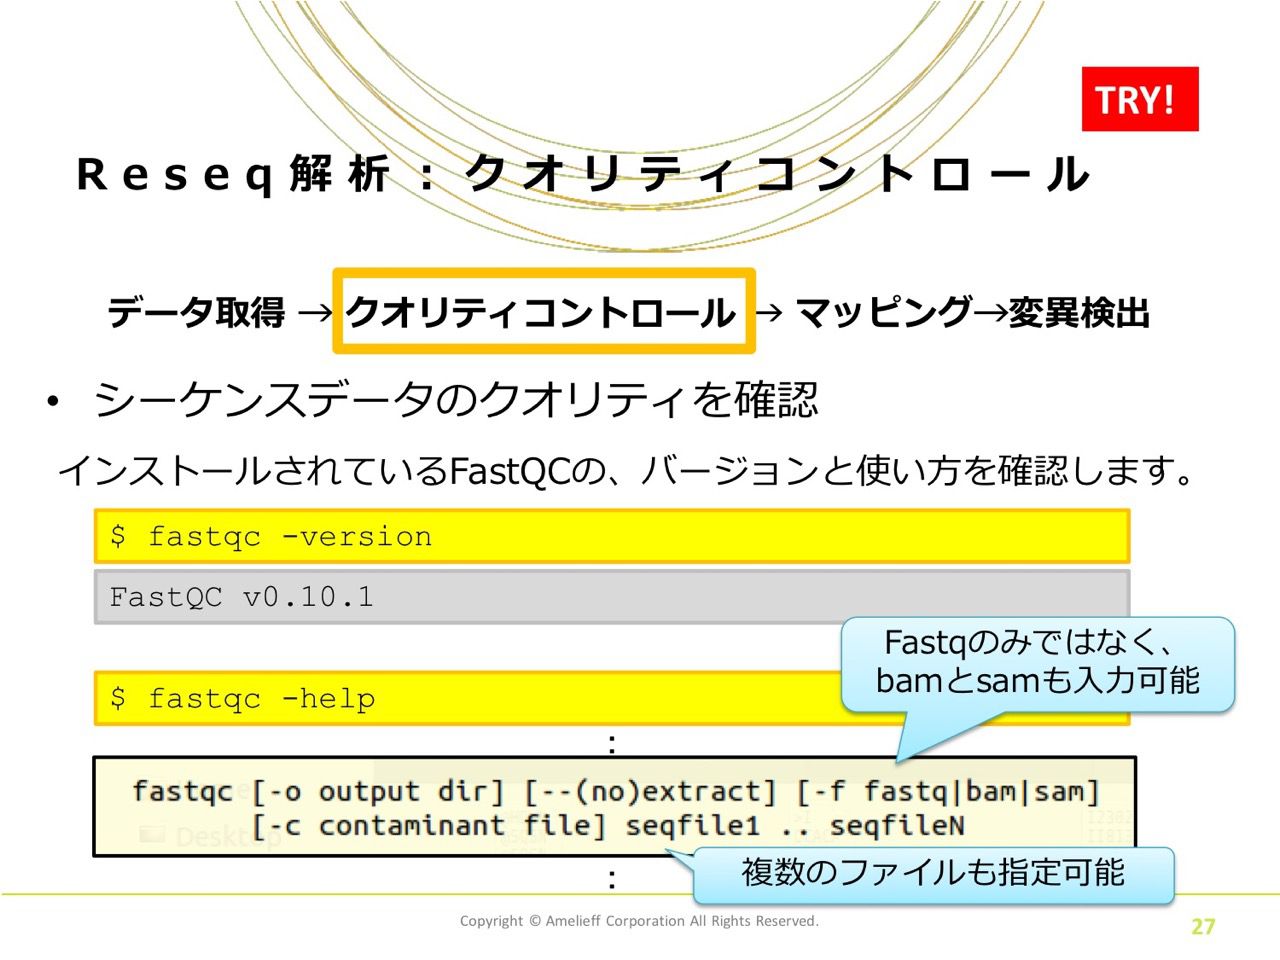 TRY!
Reseq解析：クオリティコントロール
データ取得 → クオリティコントロール → マッピング→変異検出
• シーケンスデータのクオリティを確認
インストールされているFastQCの、バージョンと使い方を確認します。
$ fastqc -version
FastQC v0.10.1
Fastqのみではなく、
bamとsamも入力可能
$ fastqc -help
:
fastqc [-o output dir] [--(no)extract] [-f fastq|bam|sam]
[-c contaminant file] seqfile1 .. seqfileN
Desktop
複数のファイルも指定可能
:
Copyright © Amelieff Corporation All Rights Reserved.
27